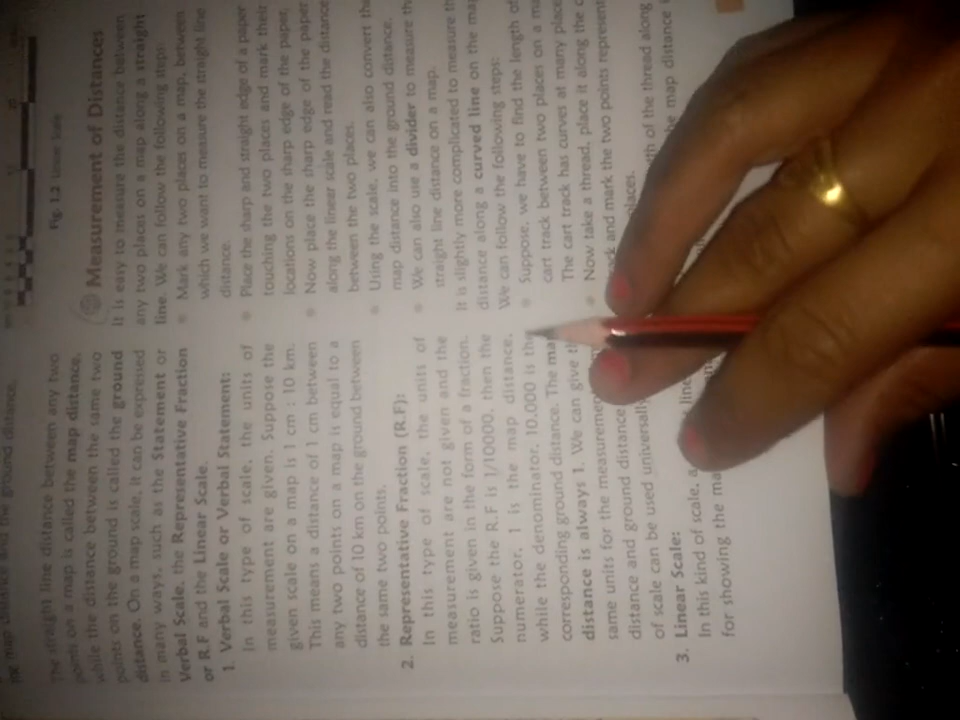 map distance and the ground distance.
The straight line distance between any two
points on a map is called the map distance,
while the distance between the same two
points on the ground is called the ground
distance. On a map scale, it can be expressed
in many ways, such as the Statement or
Verbal Scale, the Representative Fraction
or R.F and the Linear Scale.
1. Verbal Scale or Verbal Statement:
In this type of scale, the units of
measurement are given. Suppose the
given scale on a map is 1 cm : 10 km.
This means a distance of 1 cm between
any two points on a map is equal to a
distance of 10 km on the ground between
the same two points.
2. Representative Fraction (R.F):
In this type of scale, the units of
measurement are not given and the
ratio is given in the form of a fraction.
Suppose the R.F is 1/10000, then the
numerator, 1 is the map distance,
while the denominator, 10,000 is the
corresponding ground distance. The ma
distance is always 1. We can give
same units for the measuremen
distance and ground distance
of scale can be used universally
3. Linear Scale:
In this kind of scale, a line
for showing the ma
Fig. 1.2 Linear Scale
Measurement of Distances
It is easy to measure the distance between
any two places on a map along a straight
line. We can follow the following steps:
• Mark any two places on a map, between
which we want to measure the straight line
distance.
• Place the sharp and straight edge of a paper
touching the two places and mark their
locations on the sharp edge of the paper.
• Now place the sharp edge of the paper
along the linear scale and read the distance
between the two places.
• Using the scale, we can also convert the
map distance into the ground distance.
• We can also use a divider to measure th
straight line distance on a map.
It is slightly more complicated to measure th
distance along a curved line on the map
We can follow the following steps:
• Suppose, we have to find the length of
cart track between two places on a ma
The cart track has curves at many place
• Now take a thread, place it along the c
and mark the two points represent
places.
of the thread along
the map distance